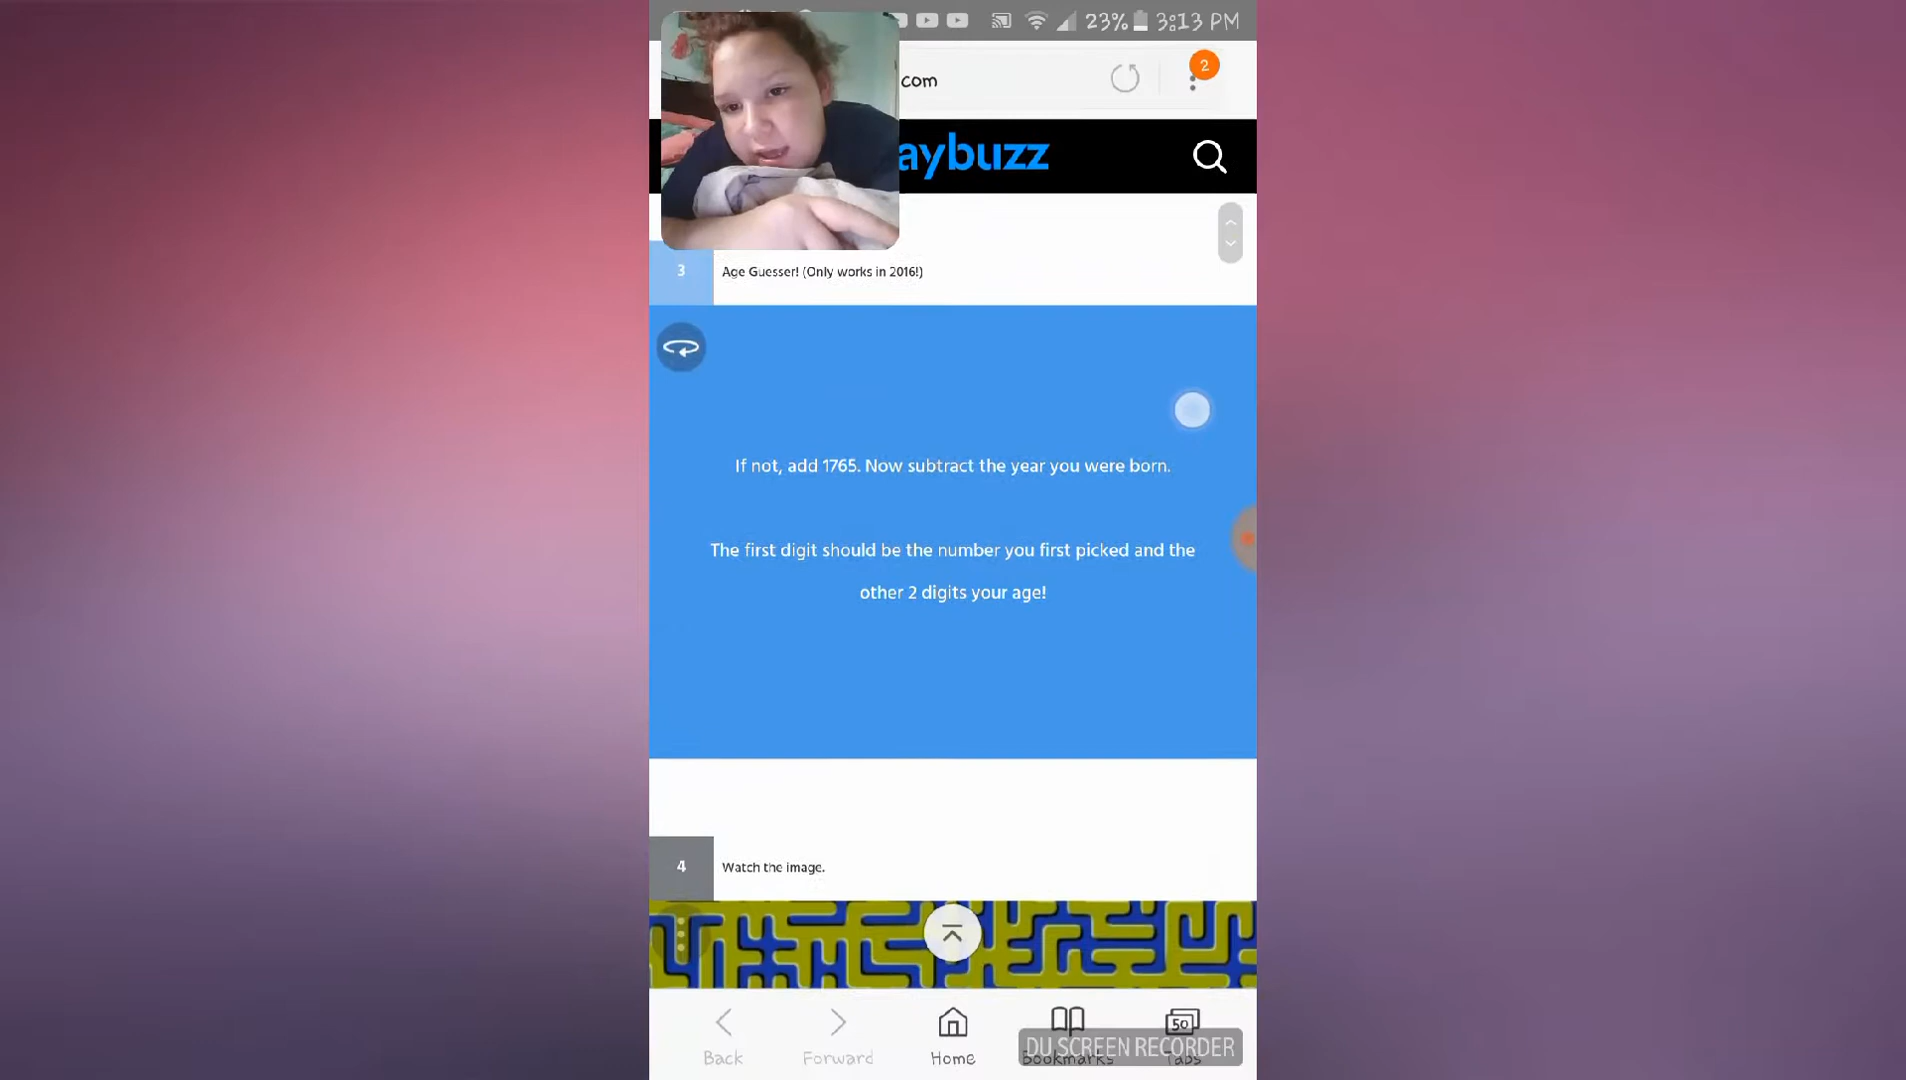 23% 3:13 PM
com
2
aybuzz
3
Age Guesser! (Only works in 2016!)
If not, add 1765. Now subtract the year you were born.
The first digit should be the number you first picked and the
other 2 digits your age!
4
Watch the image.
50
Back
Forward
Home
Bookmarks
Tabs
DU SCREEN RECORDER